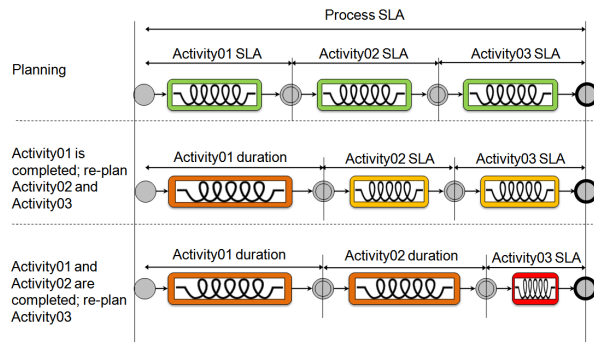 Process SLA
Activity01 SLA
Activity02 SLA
Activity03 SLA
Planning
Activity01 duration
Activity02 SLA
Activity03 SLA
Activity01 is
completed; re-plan
Activity02 and
Activity03
Activity01 duration
Activity02 duration
Activity03 SLA
Activity01 and
Activity02 are
completed; re-plan
Activity03